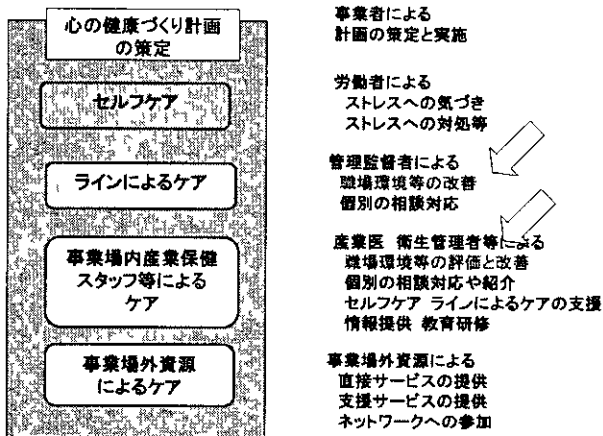 心の健康づくり計画
の策定
事業者による
計画の策定と実施
セルフケア
労働者による
ストレスへの気づき
ストレスへの対処等
ラインによるケア
管理監督者による
職場環境等の改善
個別の相談対応
事業場内産業保健
スタッフ等による
ケア
産業医 衛生管理者等による
職場環境等の評価と改善
個別の相談対応や紹介
セルフケア ラインによるケアの支援
情報提供 教育研修
事業場外資源
によるケア
事業場外資源による
直接サービスの提供
支援サービスの提供
ネットワークへの参加